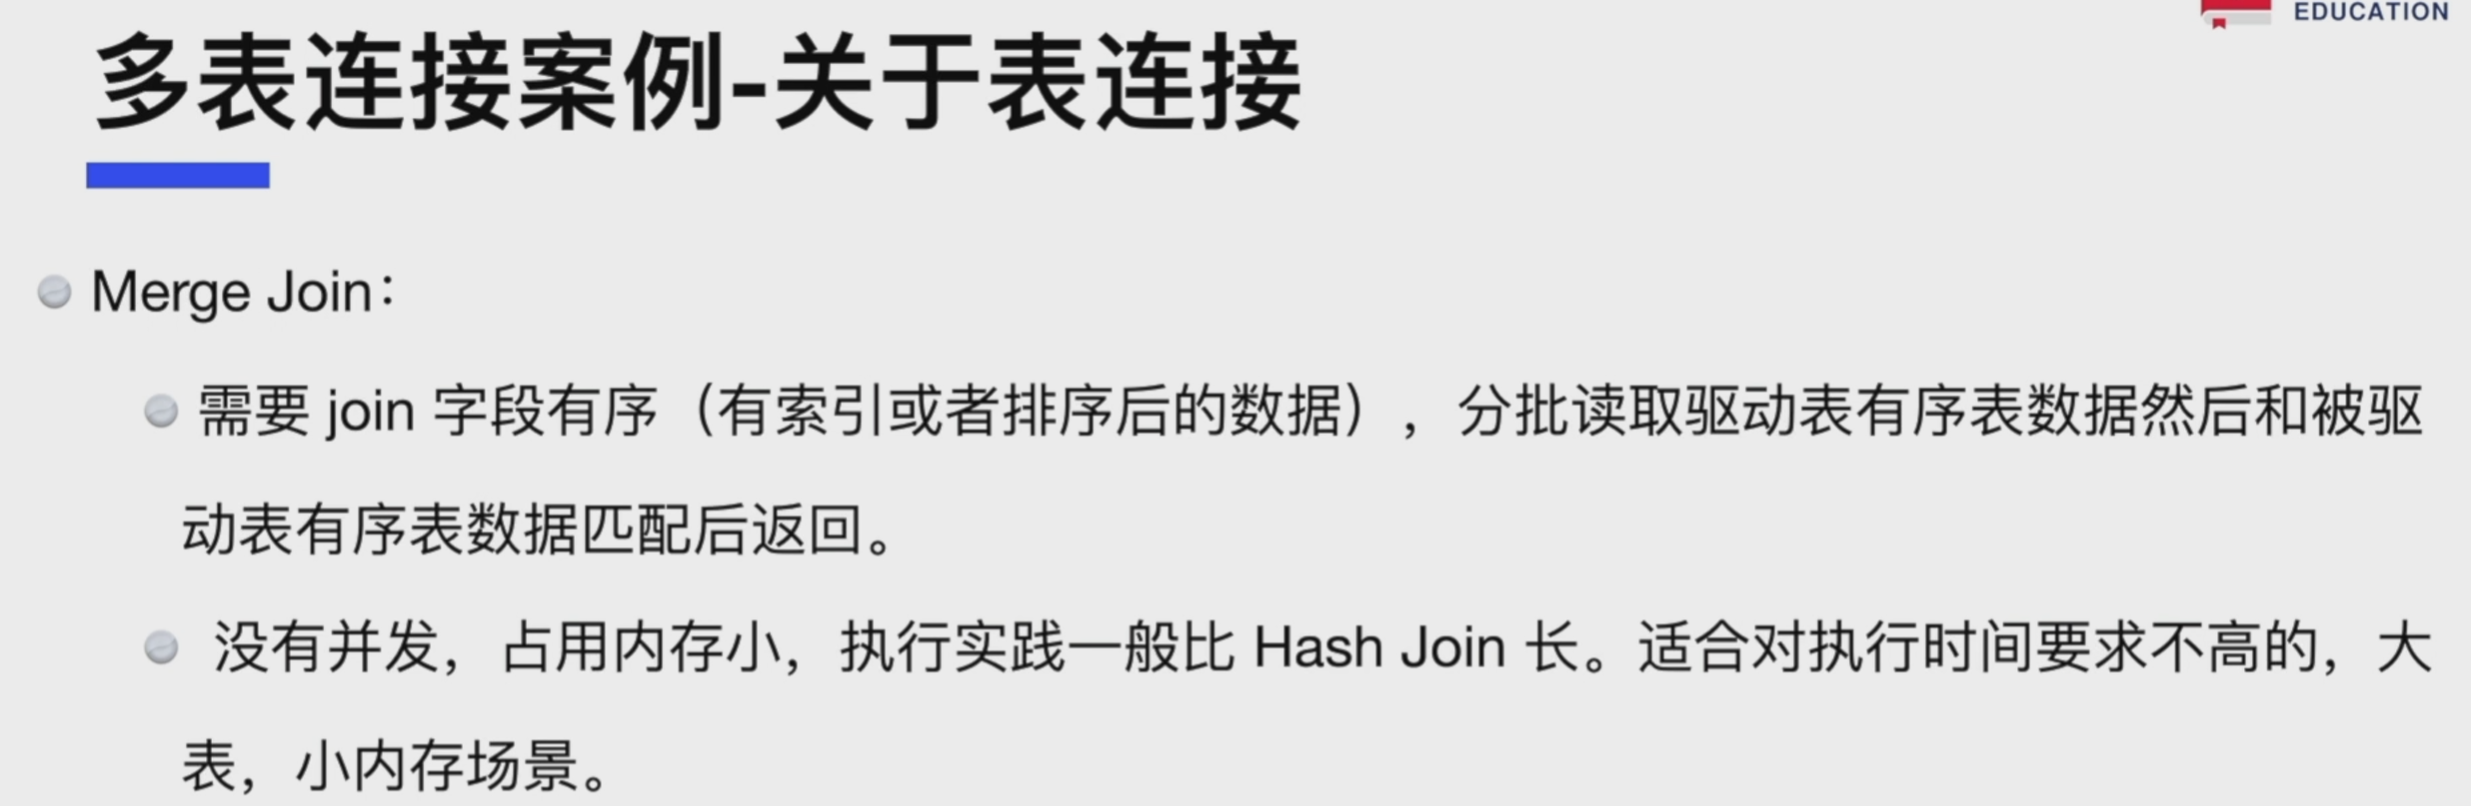 EDUCATION
多表连接案例-关于表连接
Merge Join：
需要 join 字段有序（有索引或者排序后的数据），分批读取驱动表有序表数据然后和被驱
动表有序表数据匹配后返回。
没有并发，占用内存小，执行实践一般比 Hash Join 长。适合对执行时间要求不高的，大
表，小内存场景。